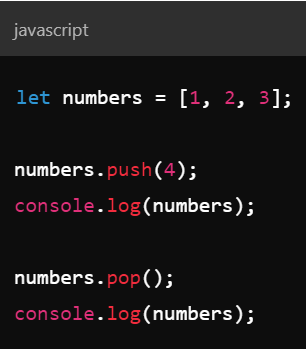 javascript
let numbers = [1, 2, 3];
numbers.push(4);
console.log(numbers);
numbers.pop();
console.log(numbers);